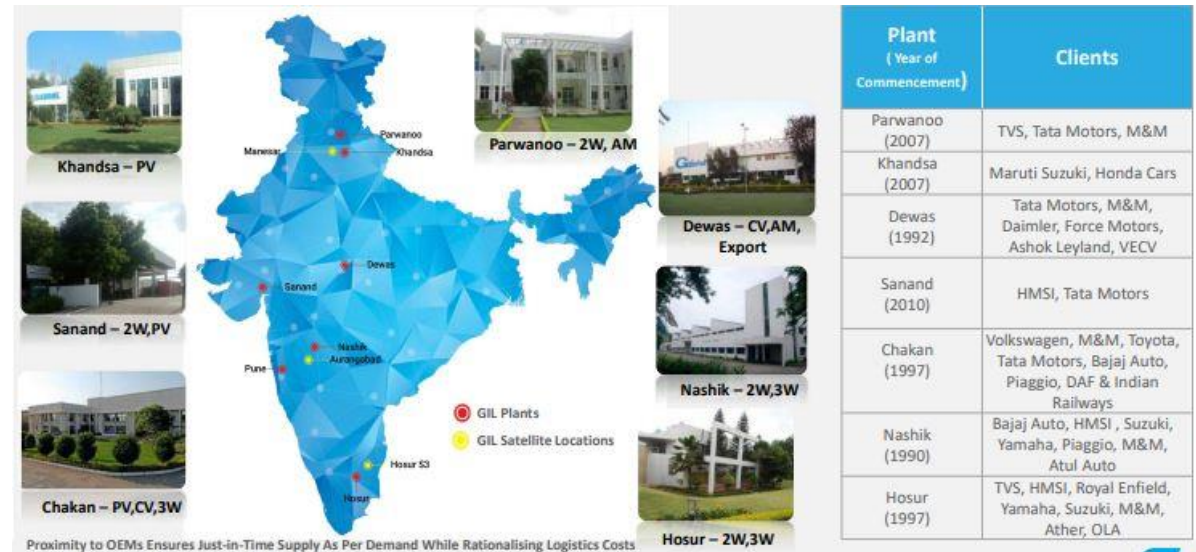 Khandsa – PV
Parwanoo – 2W, AM
Dewas – CV,AM,
Export
Sanand – 2W,PV
Nashik – 2W,3W
Chakan – PV,CV,3W
Hosur – 2W,3W
Parwanoo
Manesar
Khandsa
Dewas
Sanand
Nashik
Aurangabad
Pune
Hosur S3
Hosur
GIL Plants
GIL Satellite Locations
Proximity to OEMs Ensures Just-in-Time Supply As Per Demand While Rationalising Logistics Costs
Plant
( Year of
Commencement)
Clients
Parwanoo
(2007)
TVS, Tata Motors, M&M
Khandsa
(2007)
Maruti Suzuki, Honda Cars
Dewas
(1992)
Tata Motors, M&M,
Daimler, Force Motors,
Ashok Leyland, VECV
Sanand
(2010)
HMSI, Tata Motors
Chakan
(1997)
Volkswagen, M&M, Toyota,
Tata Motors, Bajaj Auto,
Piaggio, DAF & Indian
Railways
Nashik
(1990)
Bajaj Auto, HMSI , Suzuki,
Yamaha, Piaggio, M&M,
Atul Auto
Hosur
(1997)
TVS, HMSI, Royal Enfield,
Yamaha, Suzuki, M&M,
Ather, OLA